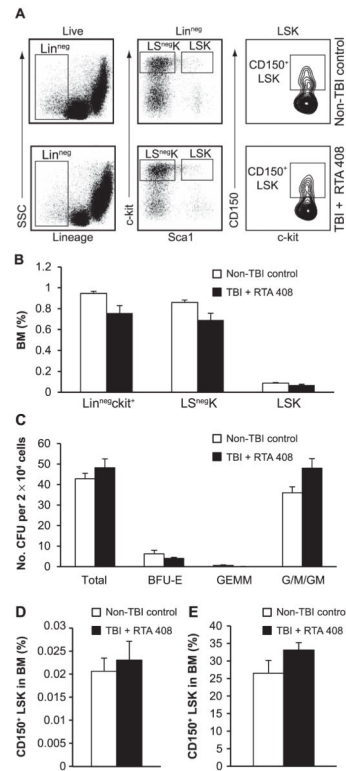 A
Live
Lin^neg
LSK
Lin^neg
LS^negK
LSK
CD150⁺
LSK
Non-TBI control
SSC
Lin^neg
c-kit
LS^negK
LSK
CD150
CD150⁺
LSK
TBI + RTA 408
Lineage
Sca1
c-kit
B
BM (%)
1.2
1
0.8
0.6
0.4
0.2
0
Non-TBI control
TBI + RTA 408
Lin^negckit⁺
LS^negK
LSK
C
No. CFU per 2 × 10⁴ cells
60
50
40
30
20
10
0
Non-TBI control
TBI + RTA 408
Total
BFU-E
GEMM
G/M/GM
D
CD150⁺ LSK in BM (%)
0.03
0.025
0.02
0.015
0.01
0.005
0
Non-TBI control
TBI + RTA 408
E
CD150⁺ LSK in BM (%)
40
35
30
25
20
15
10
5
0
Non-TBI contro
TBI + RTA 408